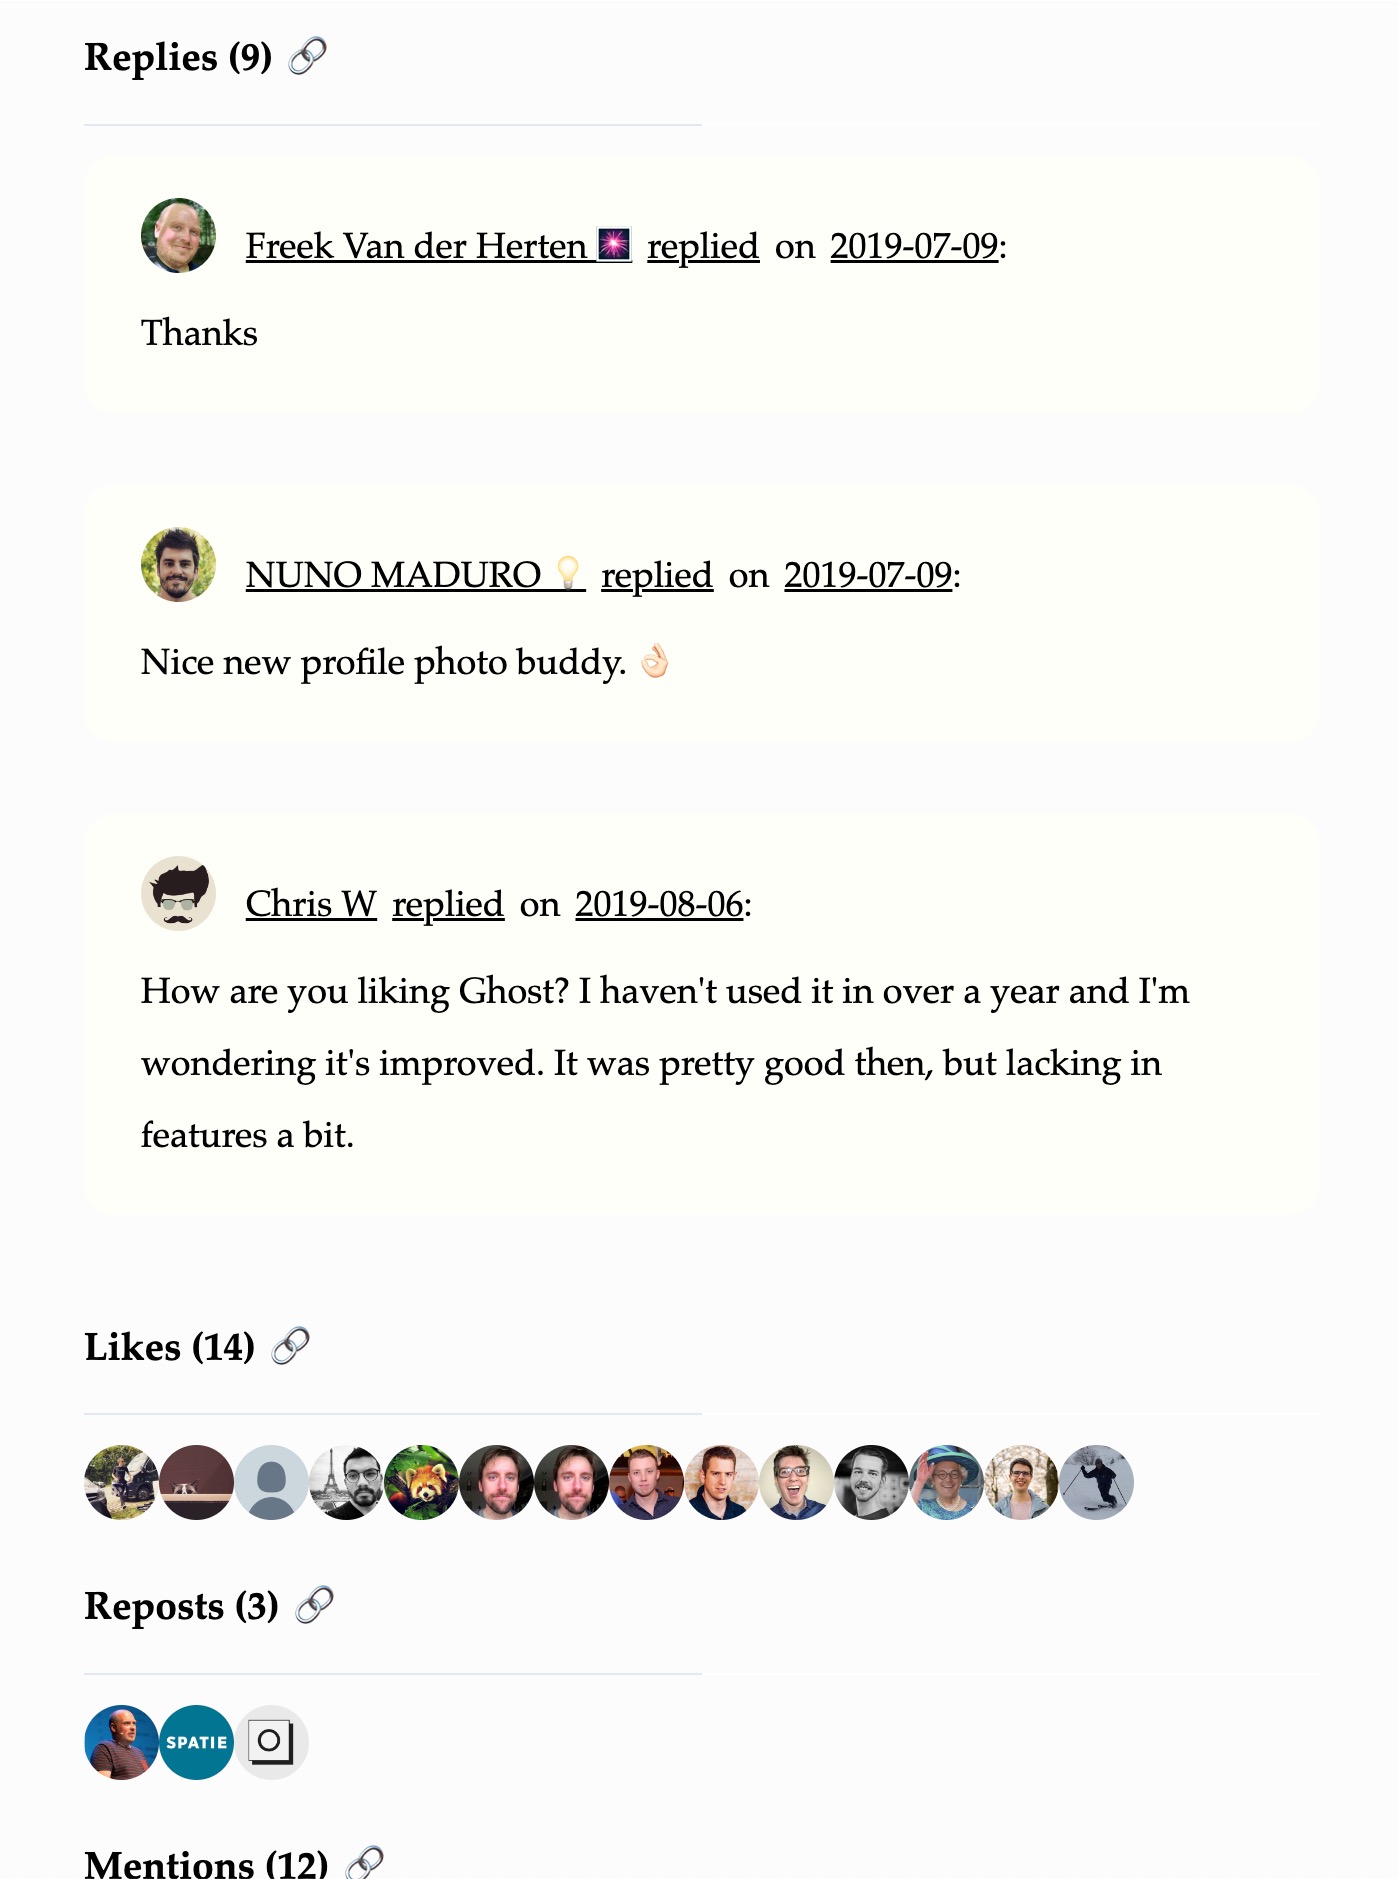 Replies (9) 🔗
Freek Van der Herten 🎆 replied on 2019-07-09:
Thanks
NUNO MADURO 💡 replied on 2019-07-09:
Nice new profile photo buddy. 👌🏻
Chris W replied on 2019-08-06:
How are you liking Ghost? I haven't used it in over a year and I'm
wondering it's improved. It was pretty good then, but lacking in
features a bit.
Likes (14) 🔗
Reposts (3) 🔗
SPATIE
Mentions (12) 🔗